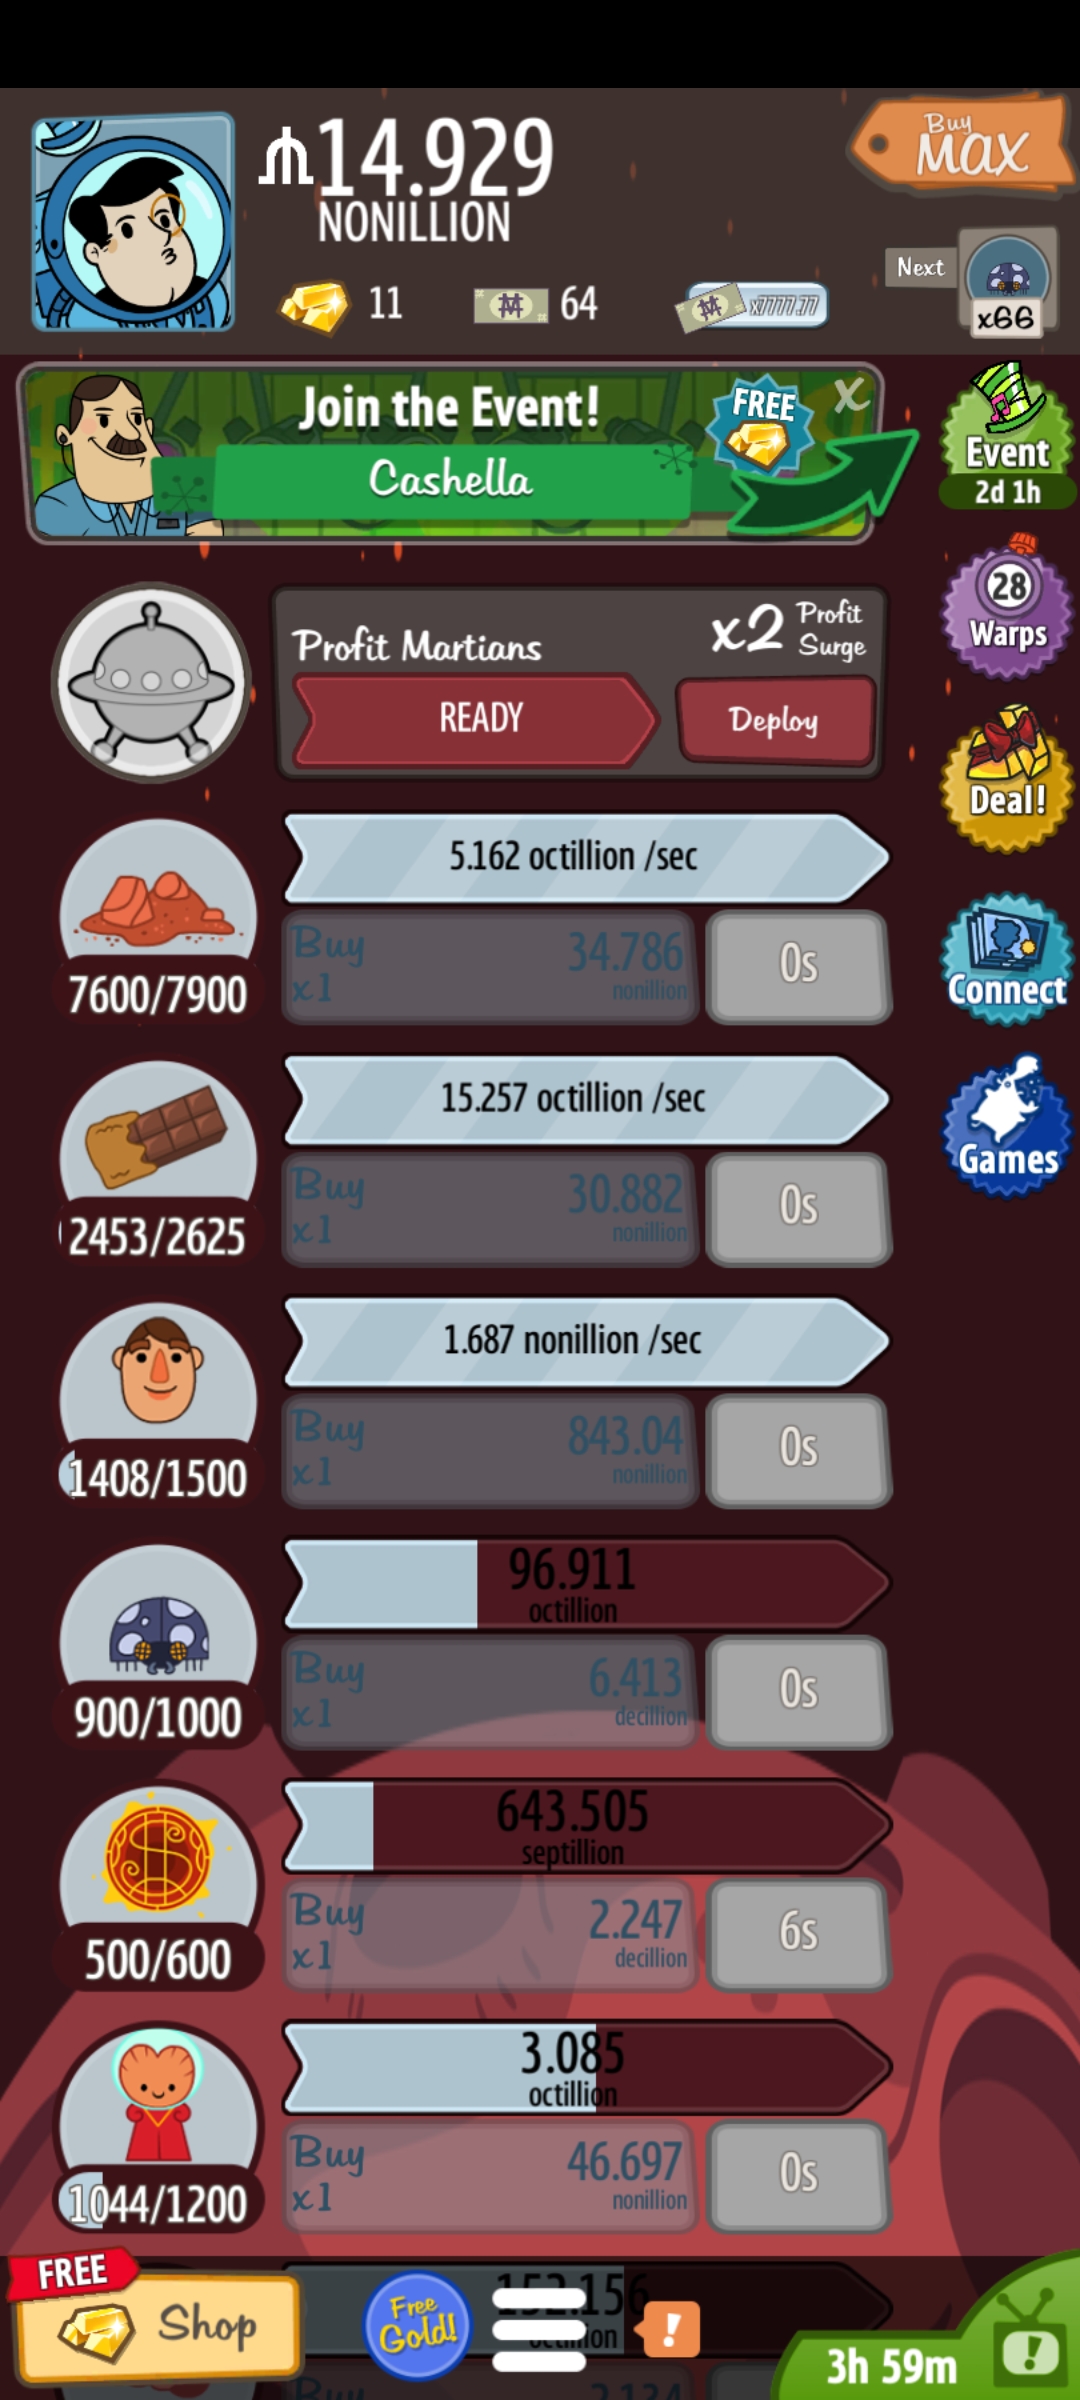 14.929
NONILLION
Buy
MAX
11
64
x7777.77
Next
x66
Join the Event!
FREE
X
Cashella
Event
2d 1h
Profit Martians
x2 Profit Surge
READY
Deploy
28
Warps
Deal!
5.162 octillion /sec
7600/7900
Buy
x1
34.786
nonillion
0s
Connect
15.257 octillion /sec
2453/2625
Buy
x1
30.882
nonillion
0s
Games
1.687 nonillion /sec
1408/1500
Buy
x1
843.04
nonillion
0s
96.911
octillion
900/1000
Buy
x1
6.413
decillion
0s
643.505
septillion
500/600
Buy
x1
2.247
decillion
6s
3.085
octillion
1044/1200
Buy
x1
46.697
nonillion
0s
FREE
Shop
Free
Gold!
!
3h 59m
!